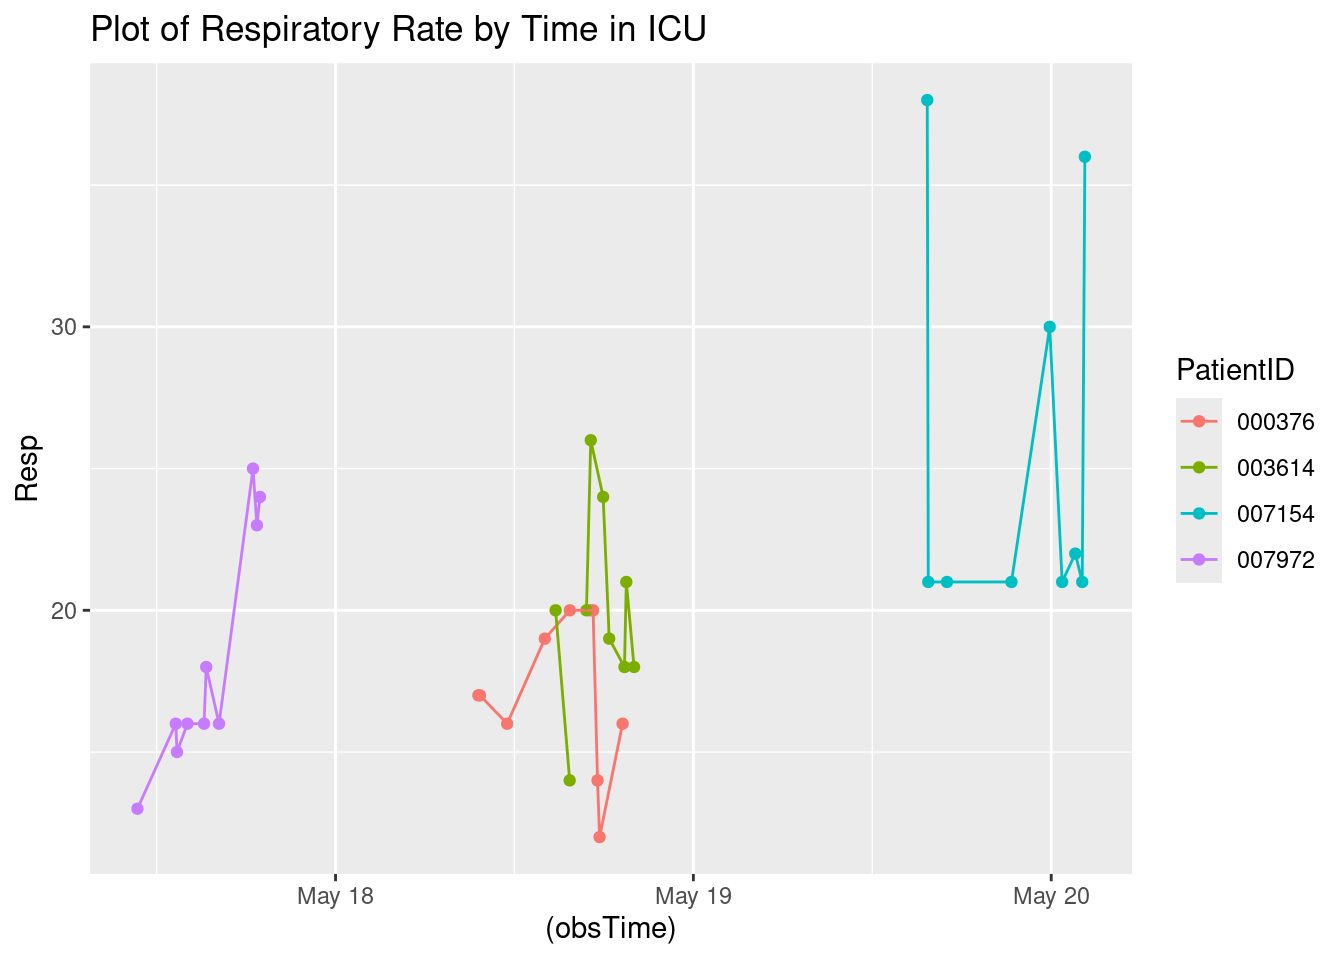 Plot of Respiratory Rate by Time in ICU
Resp
30
20
May 18
May 19
May 20
(obsTime)
PatientID
000376
003614
007154
007972